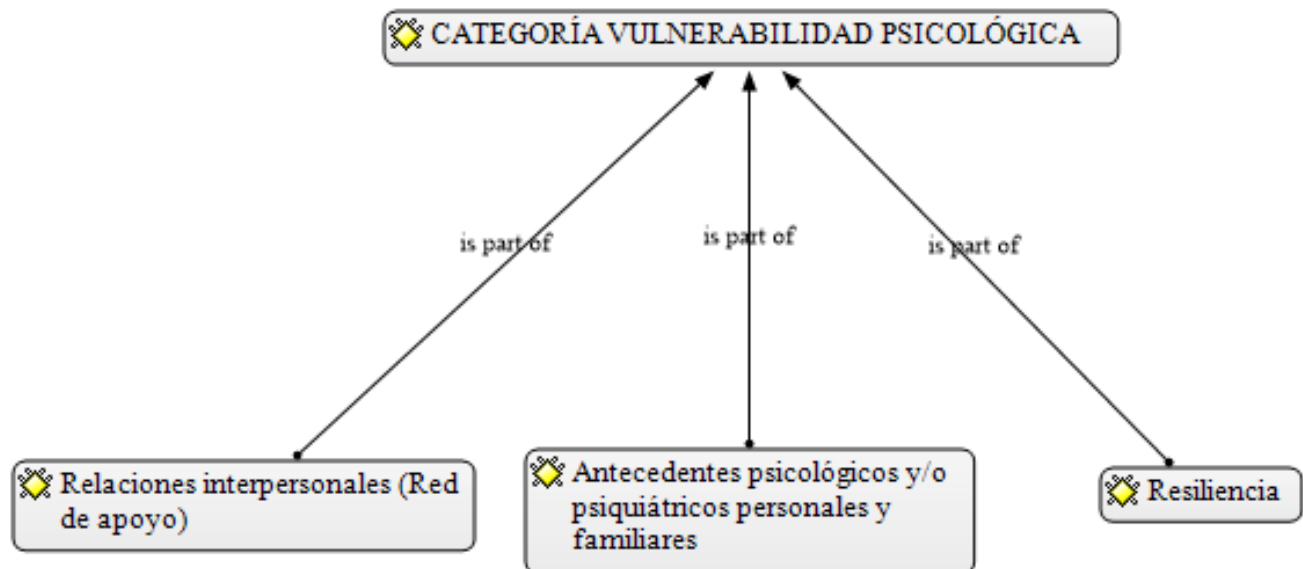 CATEGORÍA VULNERABILIDAD PSICOLÓGICA
is part of
is part of
is part of
Relaciones interpersonales (Red
de apoyo)
Antecedentes psicológicos y/o
psiquiátricos personales y
familiares
Resiliencia